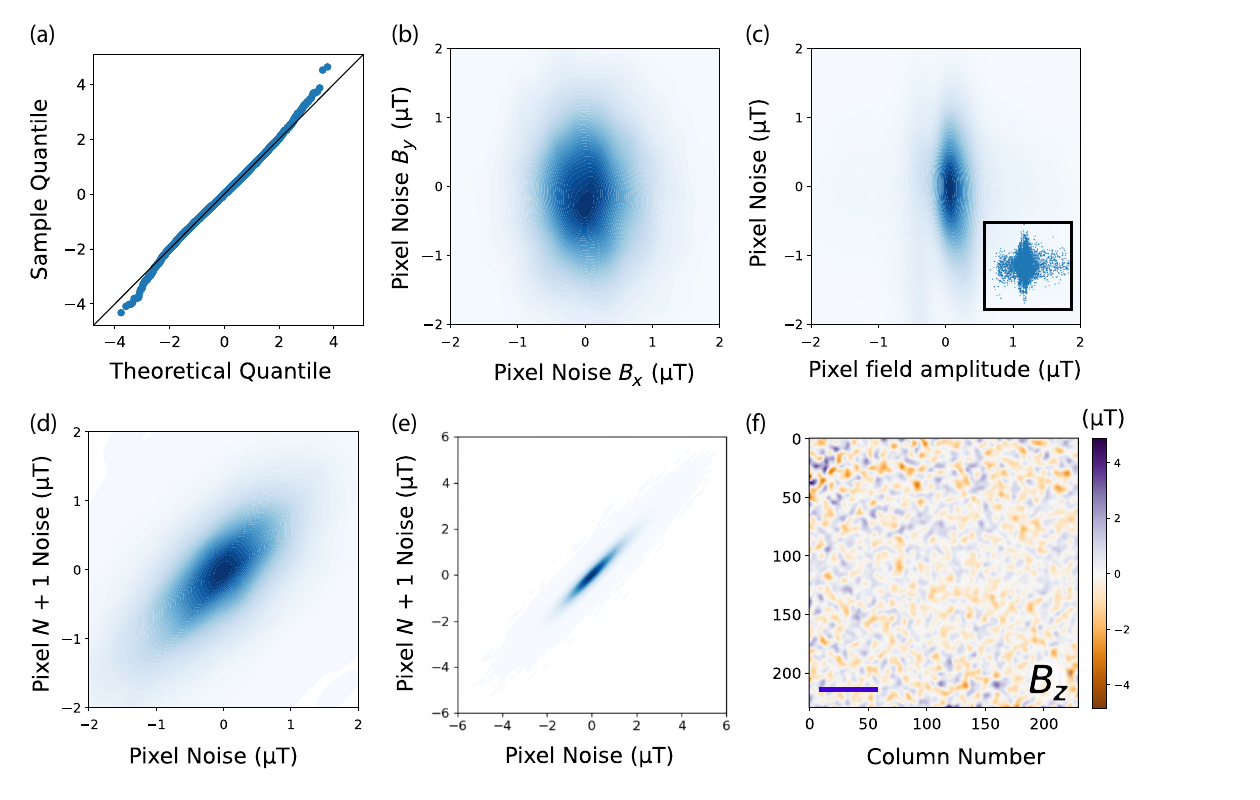 (a)
4
2
0
−2
−4
Sample Quantile
−4 −2 0 2 4
Theoretical Quantile
(b)
2
1
0
−1
−2
Pixel Noise By (μT)
−2 −1 0 1 2
Pixel Noise Bx (μT)
(c)
2
1
0
−1
−2
Pixel Noise (μT)
−2 −1 0 1 2
Pixel field amplitude (μT)
(d)
2
1
0
−1
−2
Pixel N + 1 Noise (μT)
−2 −1 0 1 2
Pixel Noise (μT)
(e)
6
4
2
0
−2
−4
−6
Pixel N + 1 Noise (μT)
−6 −4 −2 0 2 4 6
Pixel Noise (μT)
(f)
0
50
100
150
200
Bz
0 50 100 150 200
Column Number
(μT)
4
2
0
−2
−4